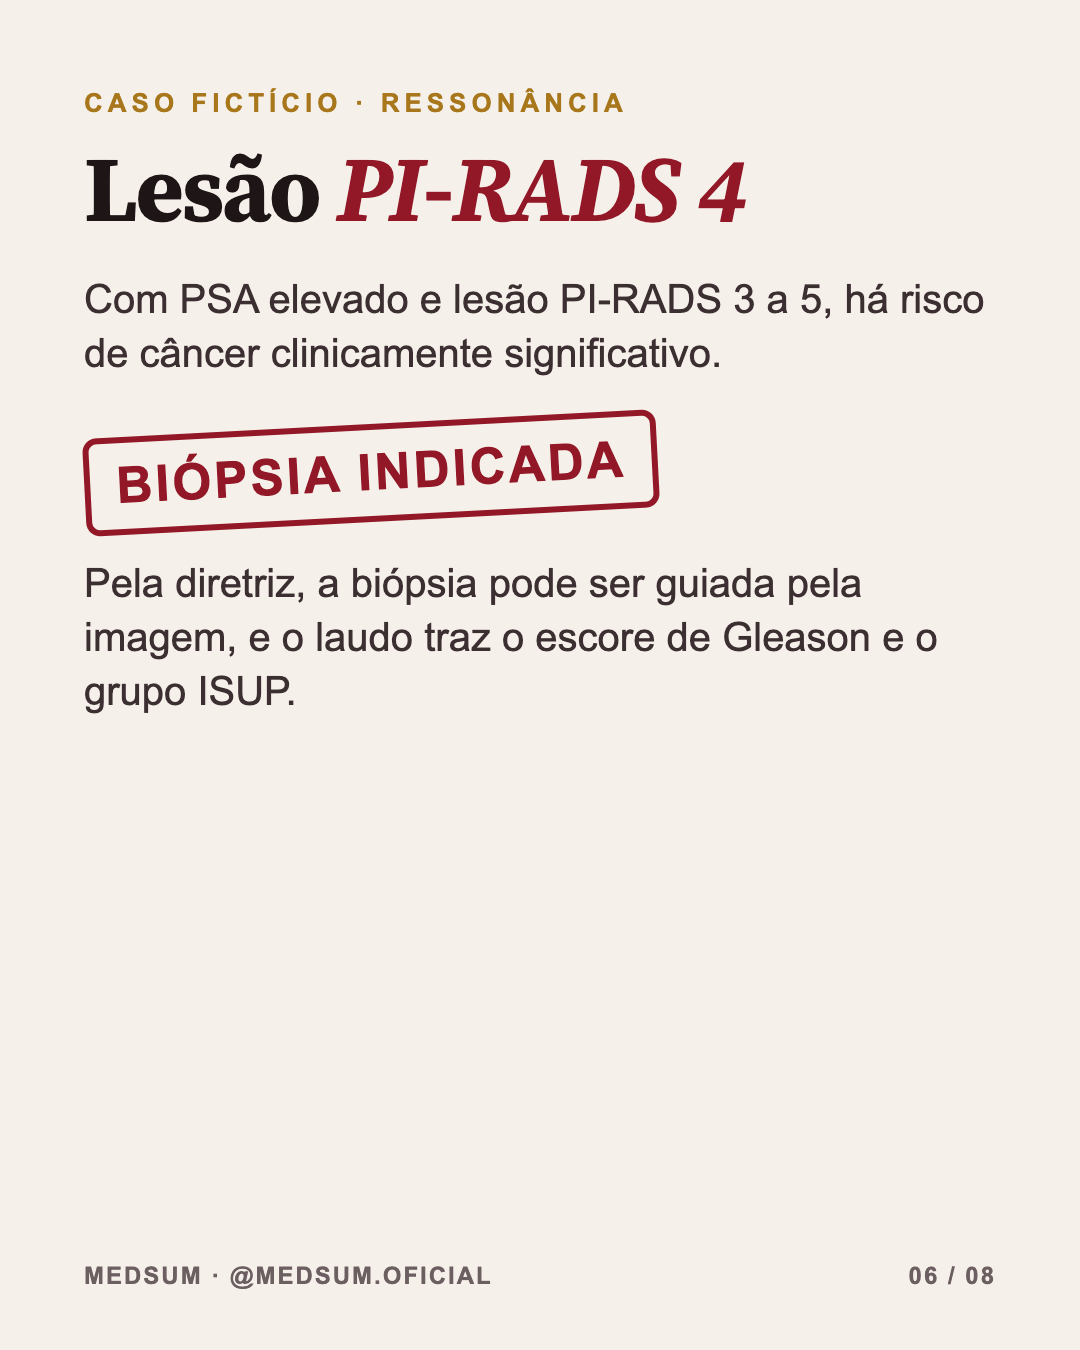 CASO FICTÍCIO · RESSONÂNCIA
Lesão PI-RADS 4
Com PSA elevado e lesão PI-RADS 3 a 5, há risco
de câncer clinicamente significativo.
BIÓPSIA INDICADA
Pela diretriz, a biópsia pode ser guiada pela
imagem, e o laudo traz o escore de Gleason e o
grupo ISUP.
MEDSUM · @MEDSUM.OFICIAL
06 / 08